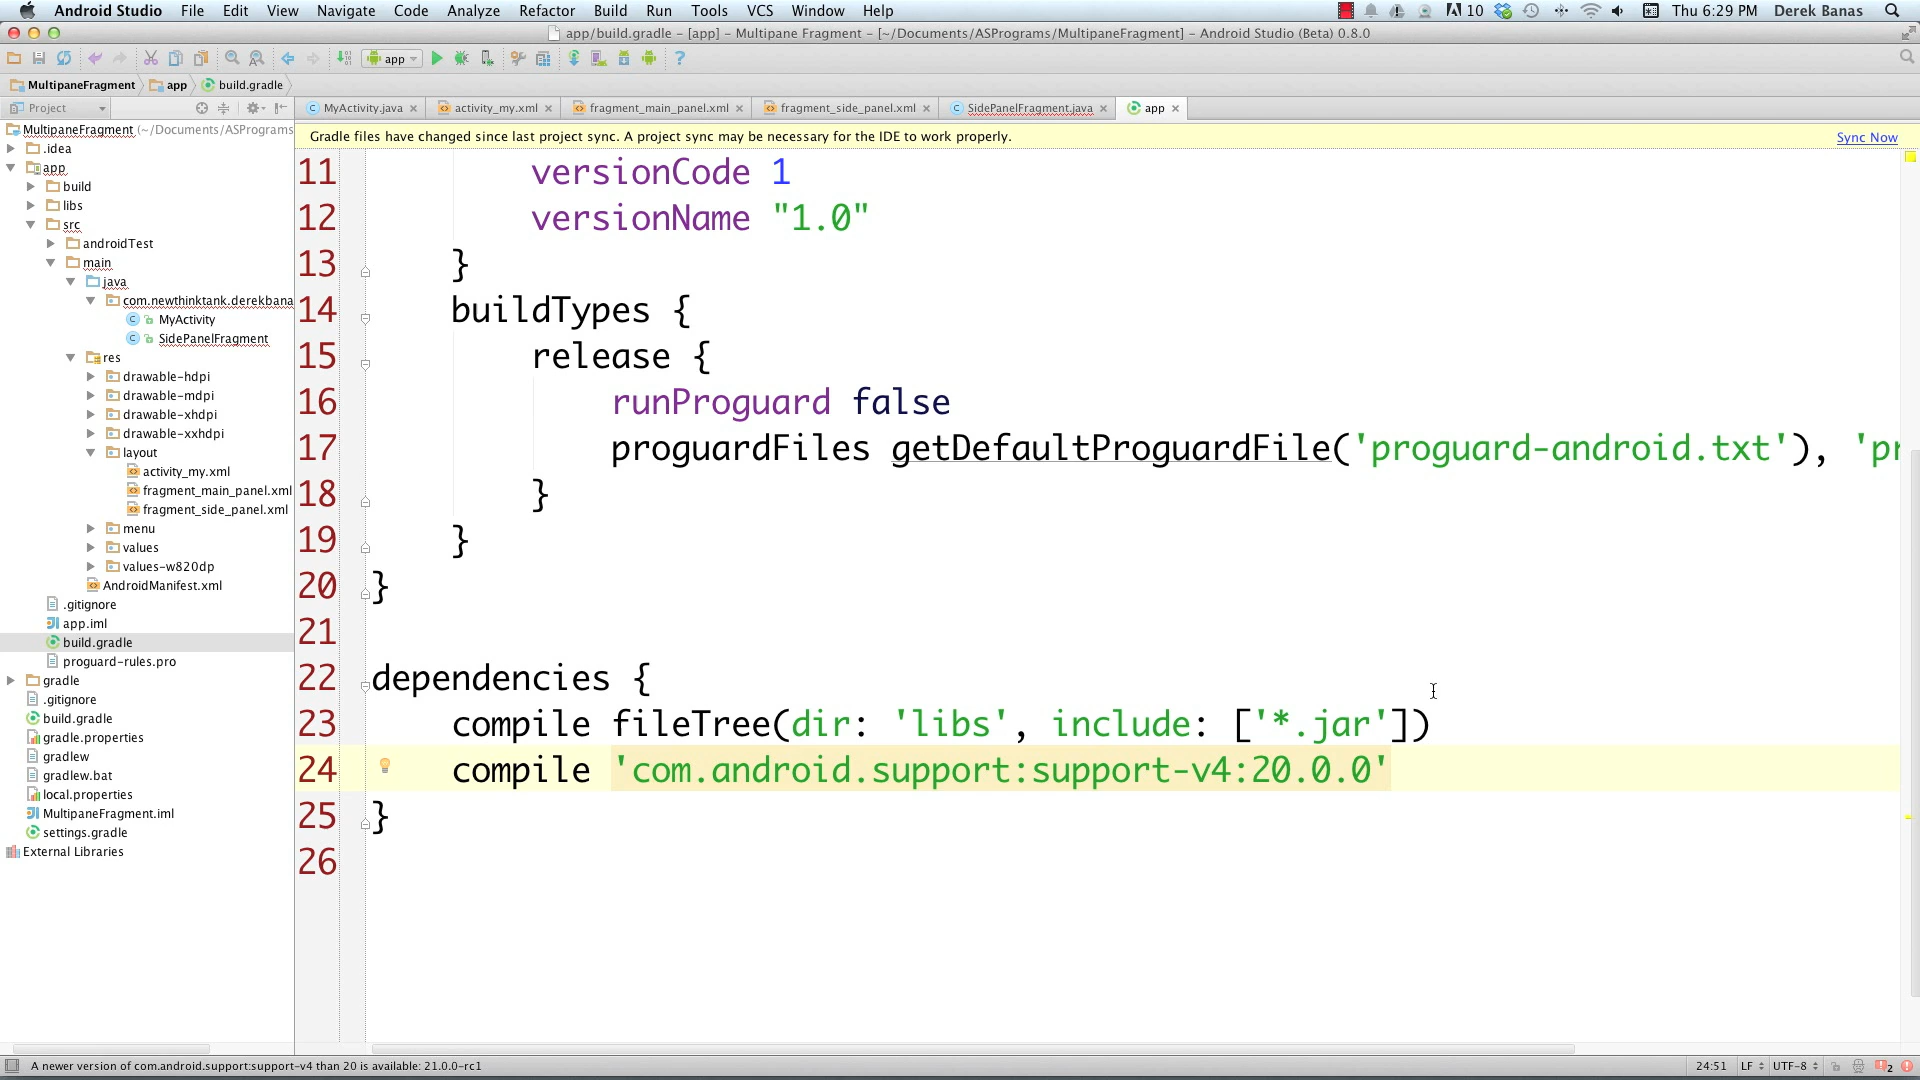 Android Studio File Edit View Navigate Code Analyze Refactor Build Run Tools VCS Window Help 10 Thu 6:29 PM Derek Banas
app/build.gradle – [app] – Multipane Fragment – [~/Documents/ASPrograms/MultipaneFragment] – Android Studio (Beta) 0.8.0
app
MultipaneFragment app build.gradle
Project MyActivity.java activity_my.xml fragment_main_panel.xml fragment_side_panel.xml SidePanelFragment.java app
Gradle files have changed since last project sync. A project sync may be necessary for the IDE to work properly. Sync Now
MultipaneFragment (~/Documents/ASPrograms
.idea
app
build
libs
src
androidTest
main
java
com.newthinktank.derekbana
MyActivity
SidePanelFragment
res
drawable-hdpi
drawable-mdpi
drawable-xhdpi
drawable-xxhdpi
layout
activity_my.xml
fragment_main_panel.xml
fragment_side_panel.xml
menu
values
values-w820dp
AndroidManifest.xml
.gitignore
app.iml
build.gradle
proguard-rules.pro
gradle
.gitignore
build.gradle
gradle.properties
gradlew
gradlew.bat
local.properties
MultipaneFragment.iml
settings.gradle
External Libraries
11 versionCode 1
12 versionName "1.0"
13 }
14 buildTypes {
15 release {
16 runProguard false
17 proguardFiles getDefaultProguardFile('proguard-android.txt'), 'pr
18 }
19 }
20 }
21
22 dependencies {
23 compile fileTree(dir: 'libs', include: ['*.jar'])
24 compile 'com.android.support:support-v4:20.0.0'
25 }
26
A newer version of com.android.support:support-v4 than 20 is available: 21.0.0-rc1 24:51 LF UTF-8 2